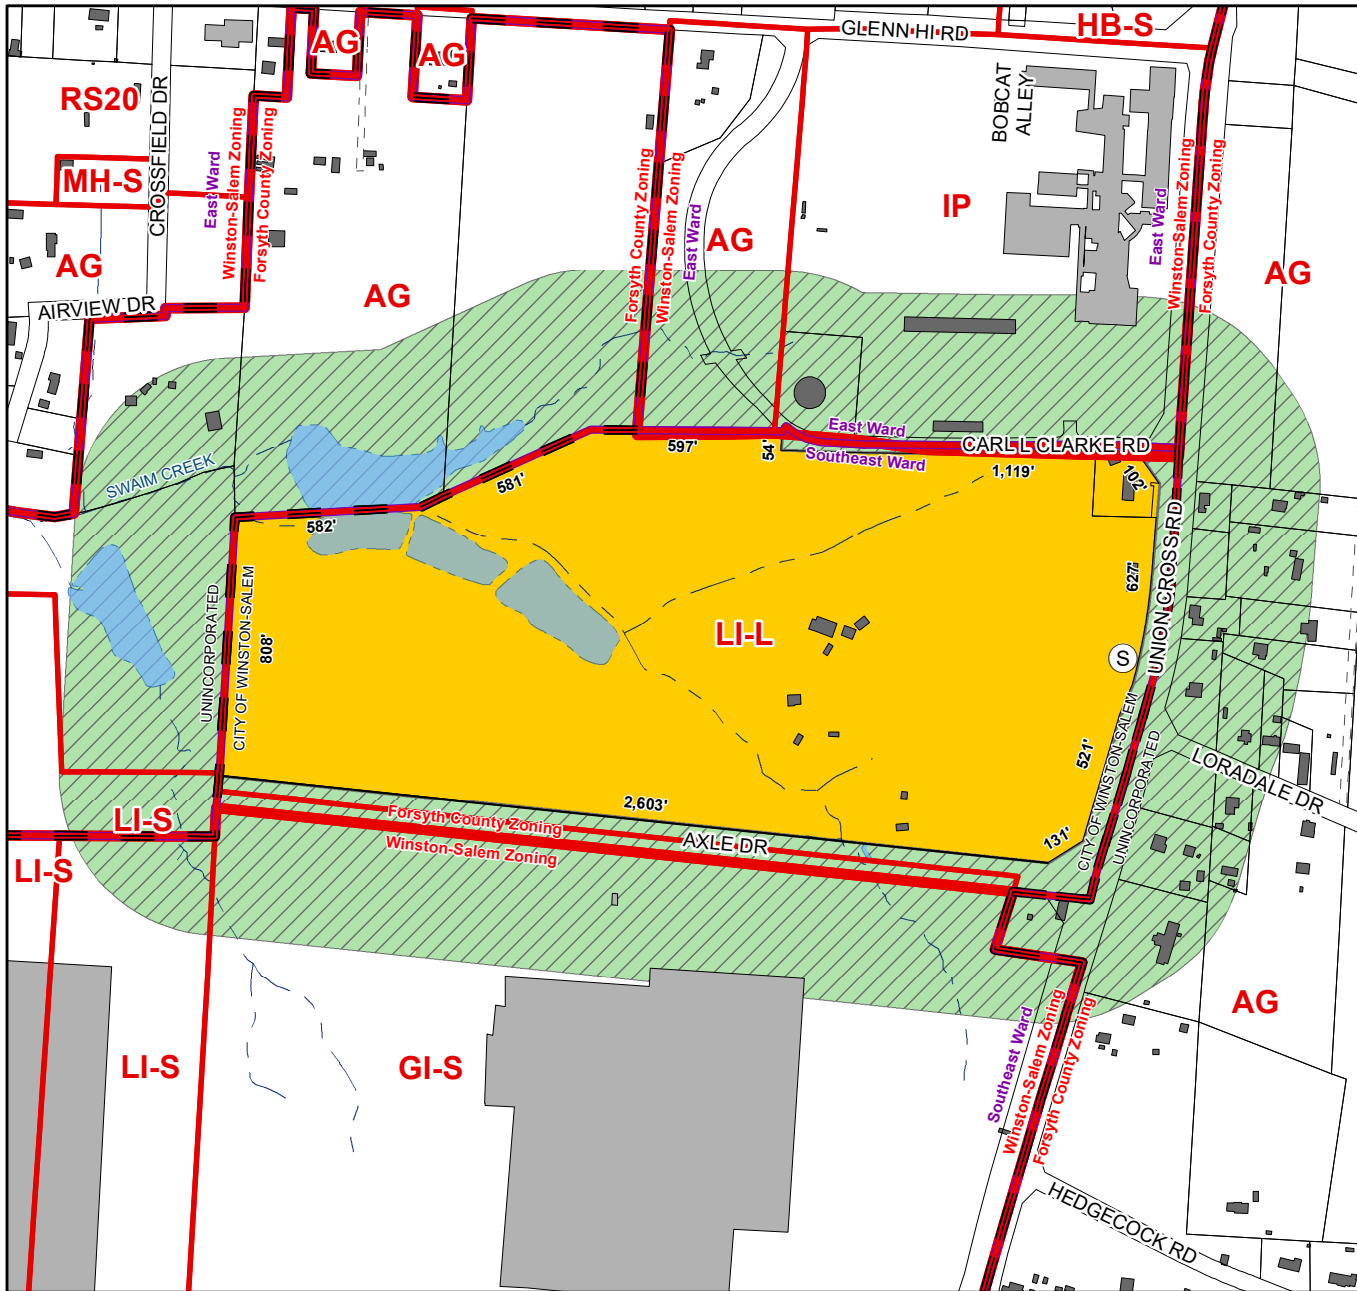 GLENN HI RD
HB-S
AG
AG
RS20
CROSSFIELD DR
BOBCAT
ALLEY
MH-S
East Ward
Winston-Salem Zoning
Forsyth County Zoning
Forsyth County Zoning
Winston-Salem Zoning
East Ward
AG
IP
East Ward
Winston-Salem Zoning
Forsyth County Zoning
AG
AG
AG
AIRVIEW DR
East Ward
CARL L CLARKE RD
Southeast Ward
597'
54'
1,119'
102'
SWAIM CREEK
581'
582'
627'
UNION CROSS RD
UNINCORPORATED
CITY OF WINSTON-SALEM
808'
LI-L
S
521'
CITY OF WINSTON-SALEM
UNINCORPORATED
LORADALE DR
2,603'
131'
LI-S
Forsyth County Zoning
AXLE DR
Winston-Salem Zoning
LI-S
AG
LI-S
GI-S
Southeast Ward
Winston-Salem Zoning
Forsyth County Zoning
HEDGECOCK RD